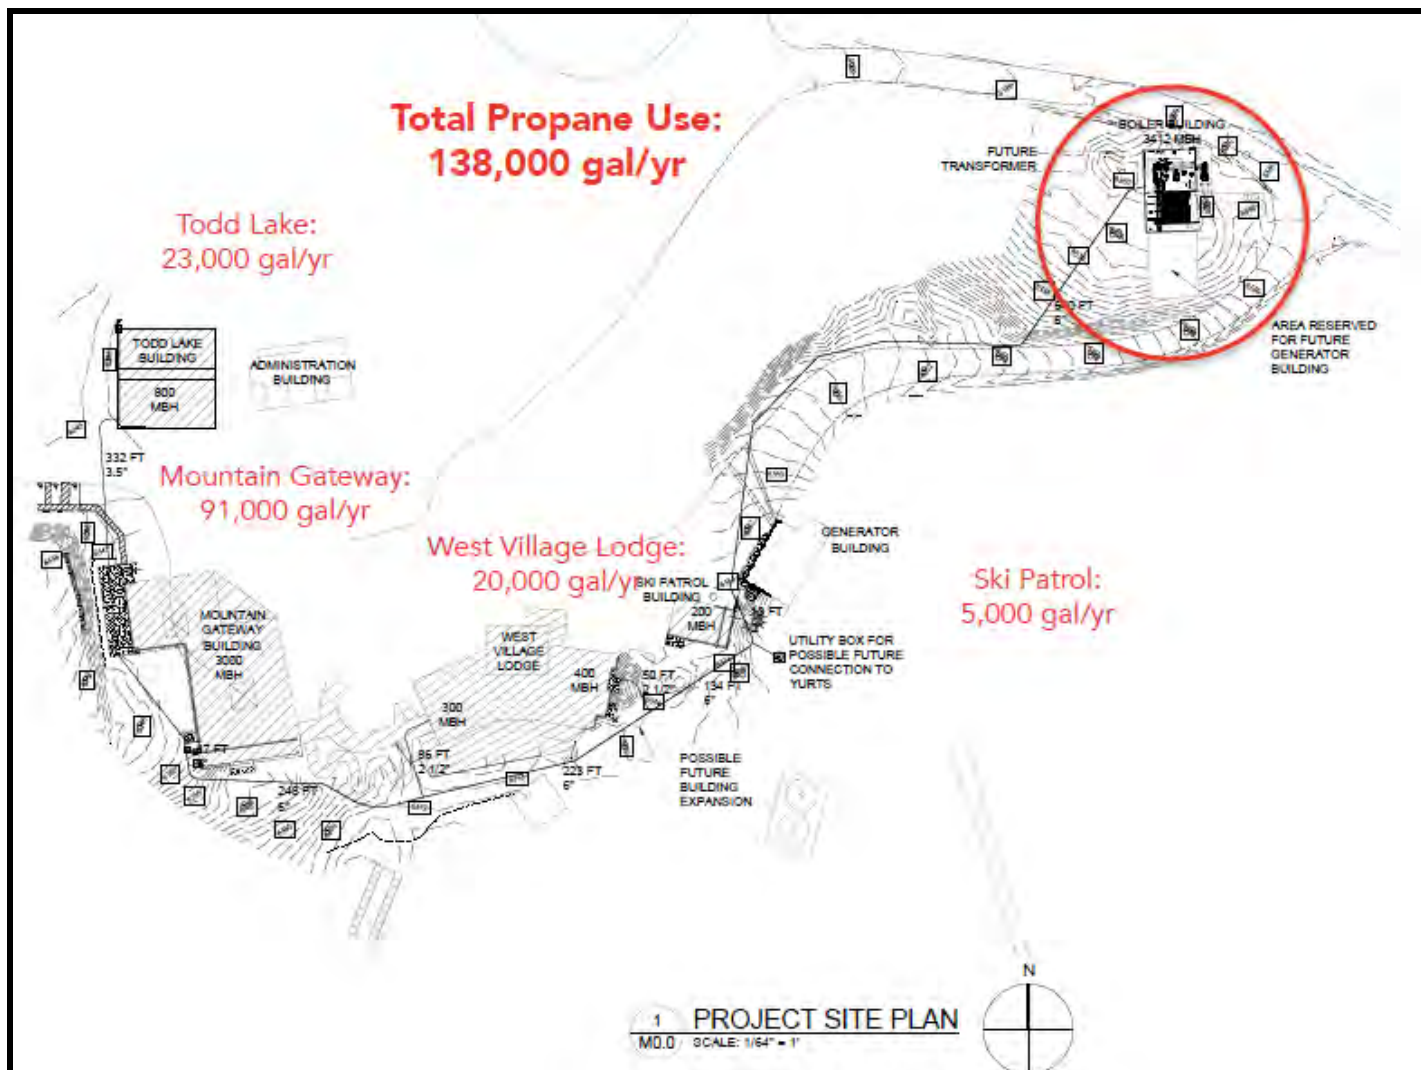 Total Propane Use:
138,000 gal/yr
BOILER BUILDING
3412 MBH
FUTURE
TRANSFORMER
Todd Lake:
23,000 gal/yr
TODD LAKE
BUILDING
800
MBH
ADMINISTRATION
BUILDING
AREA RESERVED
FOR FUTURE
GENERATOR
BUILDING
332 FT
3.5"
Mountain Gateway:
91,000 gal/yr
West Village Lodge:
20,000 gal/yr
GENERATOR
BUILDING
Ski Patrol:
5,000 gal/yr
SKI PATROL
BUILDING
200
MBH
UTILITY BOX FOR
POSSIBLE FUTURE
CONNECTION TO
YURTS
MOUNTAIN
GATEWAY
BUILDING
3000
MBH
WEST
VILLAGE
LODGE
400
MBH
50 FT
2 1/2"
134 FT
6"
300
MBH
86 FT
2 1/2"
223 FT
6"
POSSIBLE
FUTURE
BUILDING
EXPANSION
N
1
M0.0
PROJECT SITE PLAN
SCALE: 1/64" = 1'